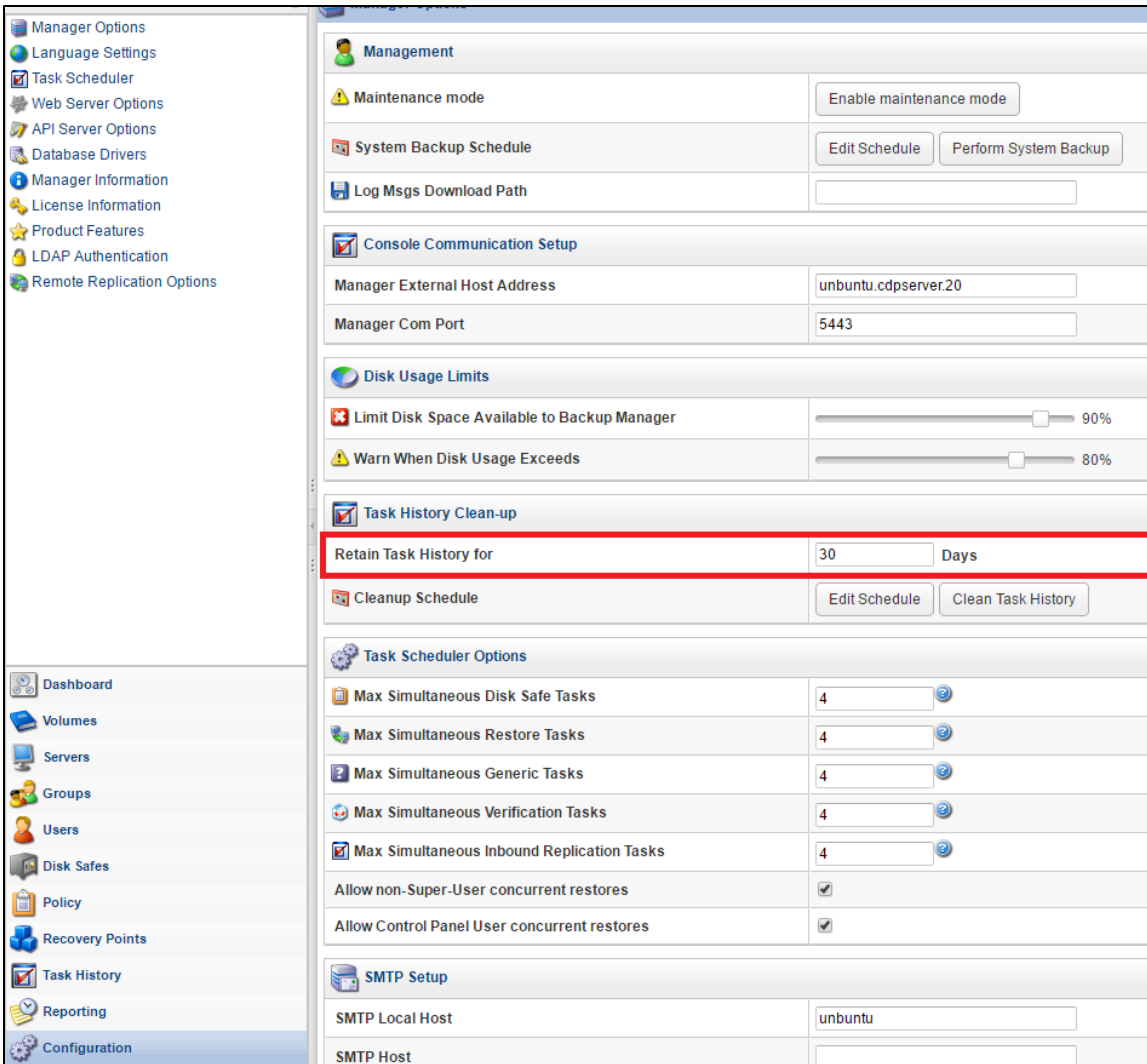 Manager Options
Language Settings
Task Scheduler
Web Server Options
API Server Options
Database Drivers
Manager Information
License Information
Product Features
LDAP Authentication
Remote Replication Options
Dashboard
Volumes
Servers
Groups
Users
Disk Safes
Policy
Recovery Points
Task History
Reporting
Configuration
Manager Options
Management
Maintenance mode Enable maintenance mode
System Backup Schedule Edit Schedule Perform System Backup
Log Msgs Download Path
Console Communication Setup
Manager External Host Address unbuntu.cdpserver.20
Manager Com Port 5443
Disk Usage Limits
Limit Disk Space Available to Backup Manager 90%
Warn When Disk Usage Exceeds 80%
Task History Clean-up
Retain Task History for 30 Days
Cleanup Schedule Edit Schedule Clean Task History
Task Scheduler Options
Max Simultaneous Disk Safe Tasks 4
Max Simultaneous Restore Tasks 4
Max Simultaneous Generic Tasks 4
Max Simultaneous Verification Tasks 4
Max Simultaneous Inbound Replication Tasks 4
Allow non-Super-User concurrent restores
Allow Control Panel User concurrent restores
SMTP Setup
SMTP Local Host unbuntu
SMTP Host